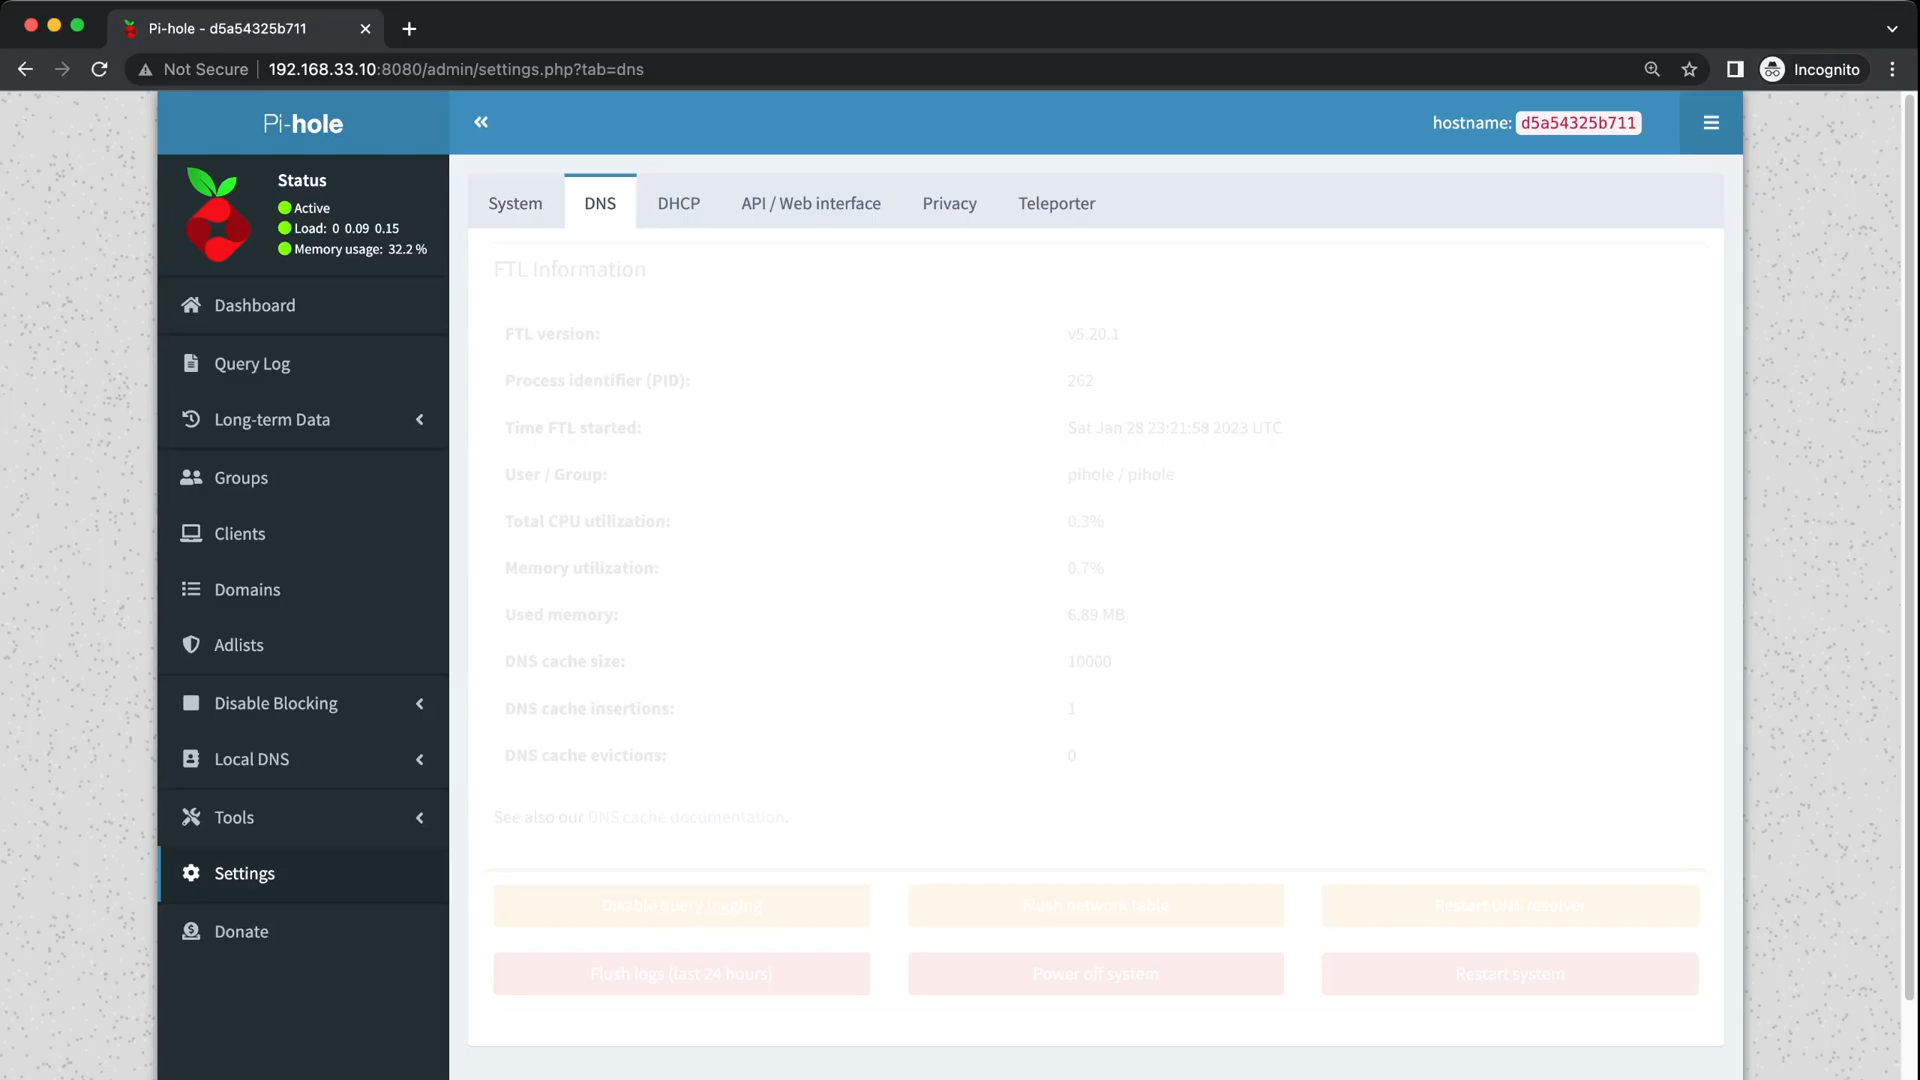 Pi-hole - d5a54325b711
Not Secure 192.168.33.10:8080/admin/settings.php?tab=dns
Incognito
Pi-hole
hostname: d5a54325b711
Status
Active
Load: 0 0.09 0.15
Memory usage: 32.2 %
Dashboard
Query Log
Long-term Data
Groups
Clients
Domains
Adlists
Disable Blocking
Local DNS
Tools
Settings
Donate
System DNS DHCP API / Web interface Privacy Teleporter
FTL Information
FTL version: v5.20.1
Process identifier (PID): 262
Time FTL started: Sat Jan 28 23:21:58 2023 UTC
User / Group: pihole / pihole
Total CPU utilization: 0.3%
Memory utilization: 0.7%
Used memory: 6.89 MB
DNS cache size: 10000
DNS cache insertions: 1
DNS cache evictions: 0
See also our DNS cache documentation.
Disable query logging Flush network table Restart DNS resolver
Flush logs (last 24 hours) Power off system Restart system